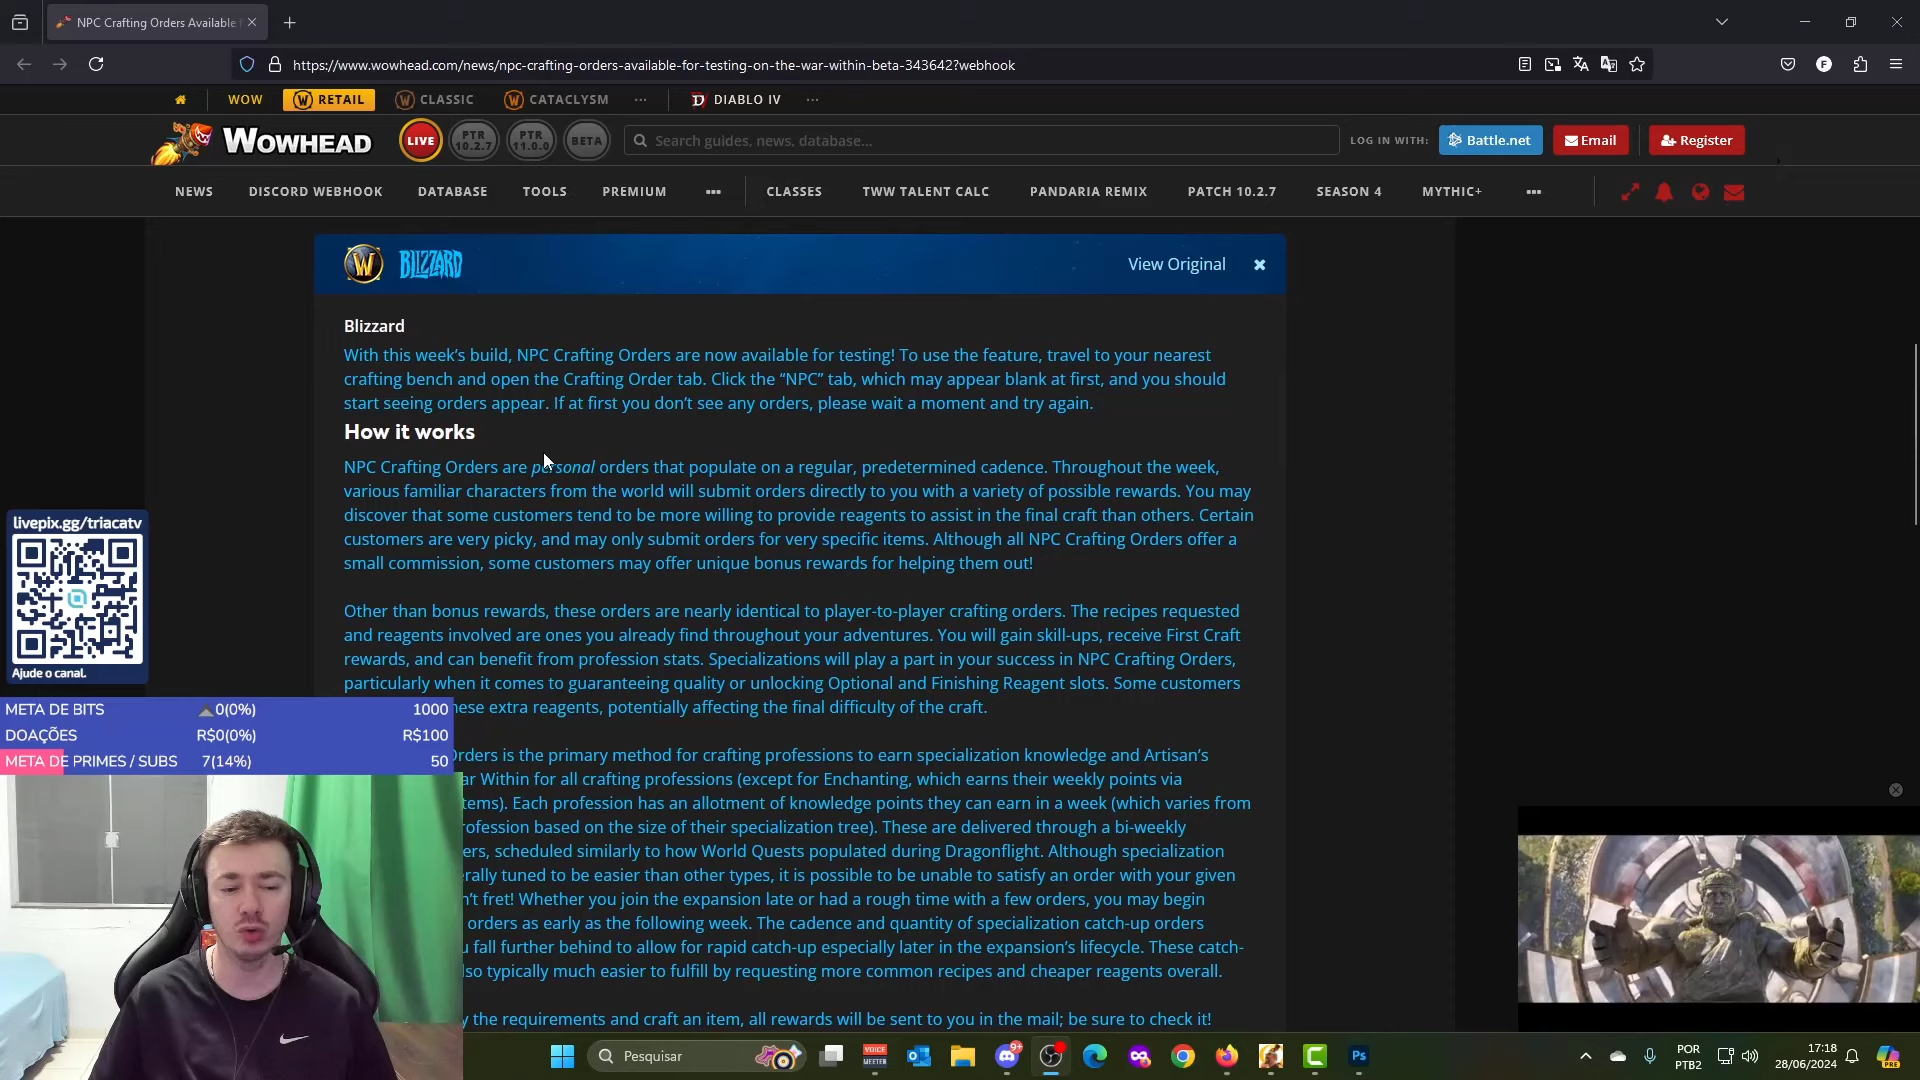 NPC Crafting Orders Available
https://www.wowhead.com/news/npc-crafting-orders-available-for-testing-on-the-war-within-beta-343642?webhook
WOW RETAIL CLASSIC CATACLYSM ... DIABLO IV ...
WOWHEAD LIVE PTR 10.2.7 PTR 11.0.0 BETA Search guides, news, database... LOG IN WITH: Battle.net Email Register
NEWS DISCORD WEBHOOK DATABASE TOOLS PREMIUM ... CLASSES TWW TALENT CALC PANDARIA REMIX PATCH 10.2.7 SEASON 4 MYTHIC+ ...
BLIZZARD View Original
Blizzard
With this week's build, NPC Crafting Orders are now available for testing! To use the feature, travel to your nearest
crafting bench and open the Crafting Order tab. Click the “NPC” tab, which may appear blank at first, and you should
start seeing orders appear. If at first you don't see any orders, please wait a moment and try again.
How it works
NPC Crafting Orders are personal orders that populate on a regular, predetermined cadence. Throughout the week,
various familiar characters from the world will submit orders directly to you with a variety of possible rewards. You may
discover that some customers tend to be more willing to provide reagents to assist in the final craft than others. Certain
customers are very picky, and may only submit orders for very specific items. Although all NPC Crafting Orders offer a
small commission, some customers may offer unique bonus rewards for helping them out!
Other than bonus rewards, these orders are nearly identical to player-to-player crafting orders. The recipes requested
and reagents involved are ones you already find throughout your adventures. You will gain skill-ups, receive First Craft
rewards, and can benefit from profession stats. Specializations will play a part in your success in NPC Crafting Orders,
particularly when it comes to guaranteeing quality or unlocking Optional and Finishing Reagent slots. Some customers
hese extra reagents, potentially affecting the final difficulty of the craft.
Orders is the primary method for crafting professions to earn specialization knowledge and Artisan's
ar Within for all crafting professions (except for Enchanting, which earns their weekly points via
tems). Each profession has an allotment of knowledge points they can earn in a week (which varies from
rofession based on the size of their specialization tree). These are delivered through a bi-weekly
ers, scheduled similarly to how World Quests populated during Dragonflight. Although specialization
erally tuned to be easier than other types, it is possible to be unable to satisfy an order with your given
n't fret! Whether you join the expansion late or had a rough time with a few orders, you may begin
orders as early as the following week. The cadence and quantity of specialization catch-up orders
u fall further behind to allow for rapid catch-up especially later in the expansion's lifecycle. These catch-
lso typically much easier to fulfill by requesting more common recipes and cheaper reagents overall.
y the requirements and craft an item, all rewards will be sent to you in the mail; be sure to check it!
livepix.gg/triacatv
Ajude o canal.
META DE BITS 0(0%) 1000
DOAÇÕES R$0(0%) R$100
META DE PRIMES / SUBS 7(14%) 50
Pesquisar VOICE MEETER 9+ Ps POR PTB2 17:18 28/06/2024 PRE